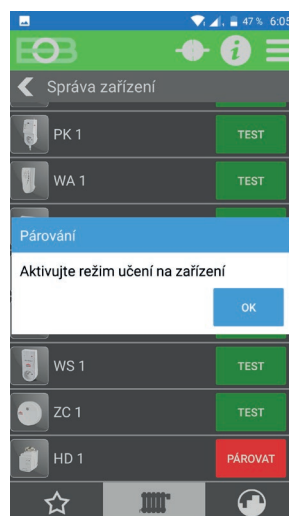 47 % 6:05
EOB
Správa zařízení
PK 1 TEST
WA 1 TEST
Párování
Aktivujte režim učení na zařízení
OK
WS 1 TEST
ZC 1 TEST
HD 1 PÁROVAT